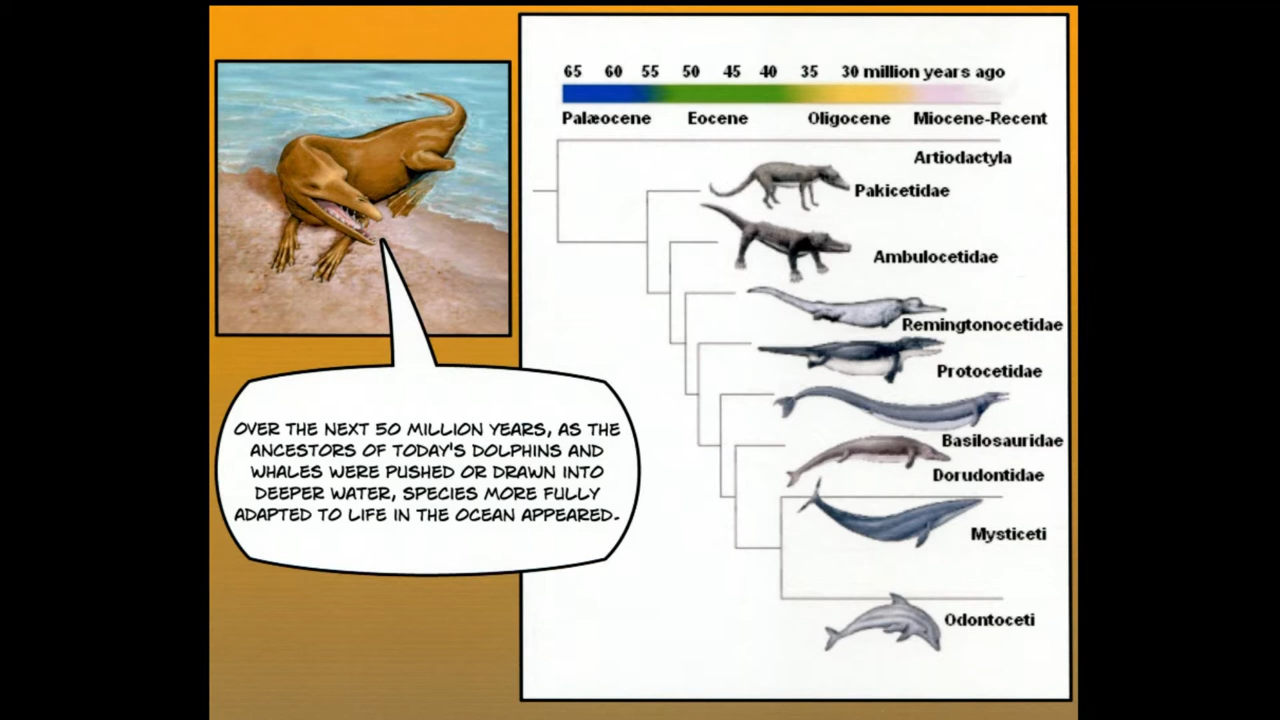 65 60 55 50 45 40 35 30 million years ago
Palæocene Eocene Oligocene Miocene-Recent
Artiodactyla
Pakicetidae
Ambulocetidae
Remingtonocetidae
Protocetidae
Basilosauridae
Dorudontidae
Mysticeti
Odontoceti
OVER THE NEXT 50 MILLION YEARS, AS THE
ANCESTORS OF TODAY'S DOLPHINS AND
WHALES WERE PUSHED OR DRAWN INTO
DEEPER WATER, SPECIES MORE FULLY
ADAPTED TO LIFE IN THE OCEAN APPEARED.